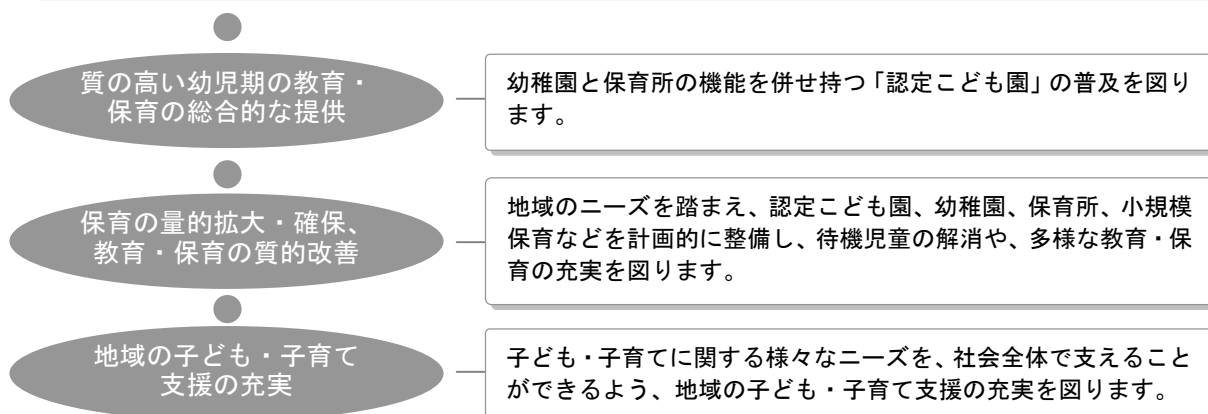 質の高い幼児期の教育・
保育の総合的な提供
幼稚園と保育所の機能を併せ持つ「認定こども園」の普及を図り
ます。
保育の量的拡大・確保、
教育・保育の質的改善
地域のニーズを踏まえ、認定こども園、幼稚園、保育所、小規模
保育などを計画的に整備し、待機児童の解消や、多様な教育・保
育の充実を図ります。
地域の子ども・子育て
支援の充実
子ども・子育てに関する様々なニーズを、社会全体で支えること
ができるよう、地域の子ども・子育て支援の充実を図ります。